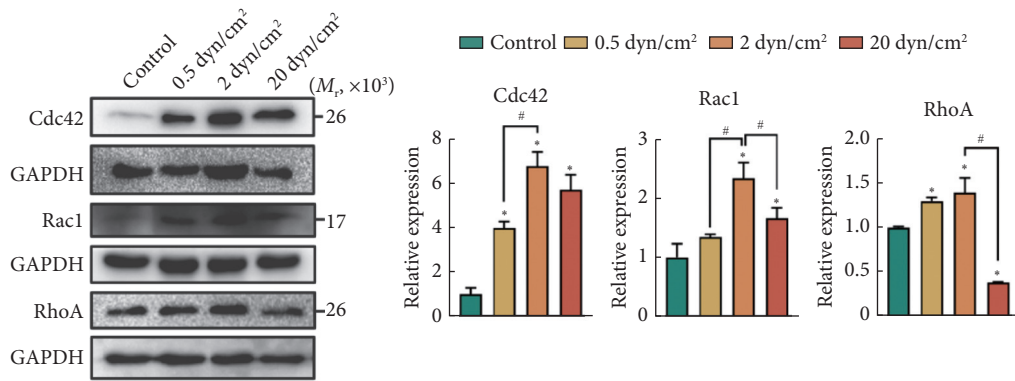 Control
0.5 dyn/cm²
2 dyn/cm²
20 dyn/cm²
(Mr, ×10³)
Cdc42
26
GAPDH
Rac1
17
GAPDH
RhoA
26
GAPDH
Control 0.5 dyn/cm² 2 dyn/cm² 20 dyn/cm²
Cdc42
Relative expression
8
6
4
2
0
*
#
*
*
Rac1
Relative expression
3
2
1
0
#
*
#
*
RhoA
Relative expression
2.0
1.5
1.0
0.5
0.0
*
*
#
*